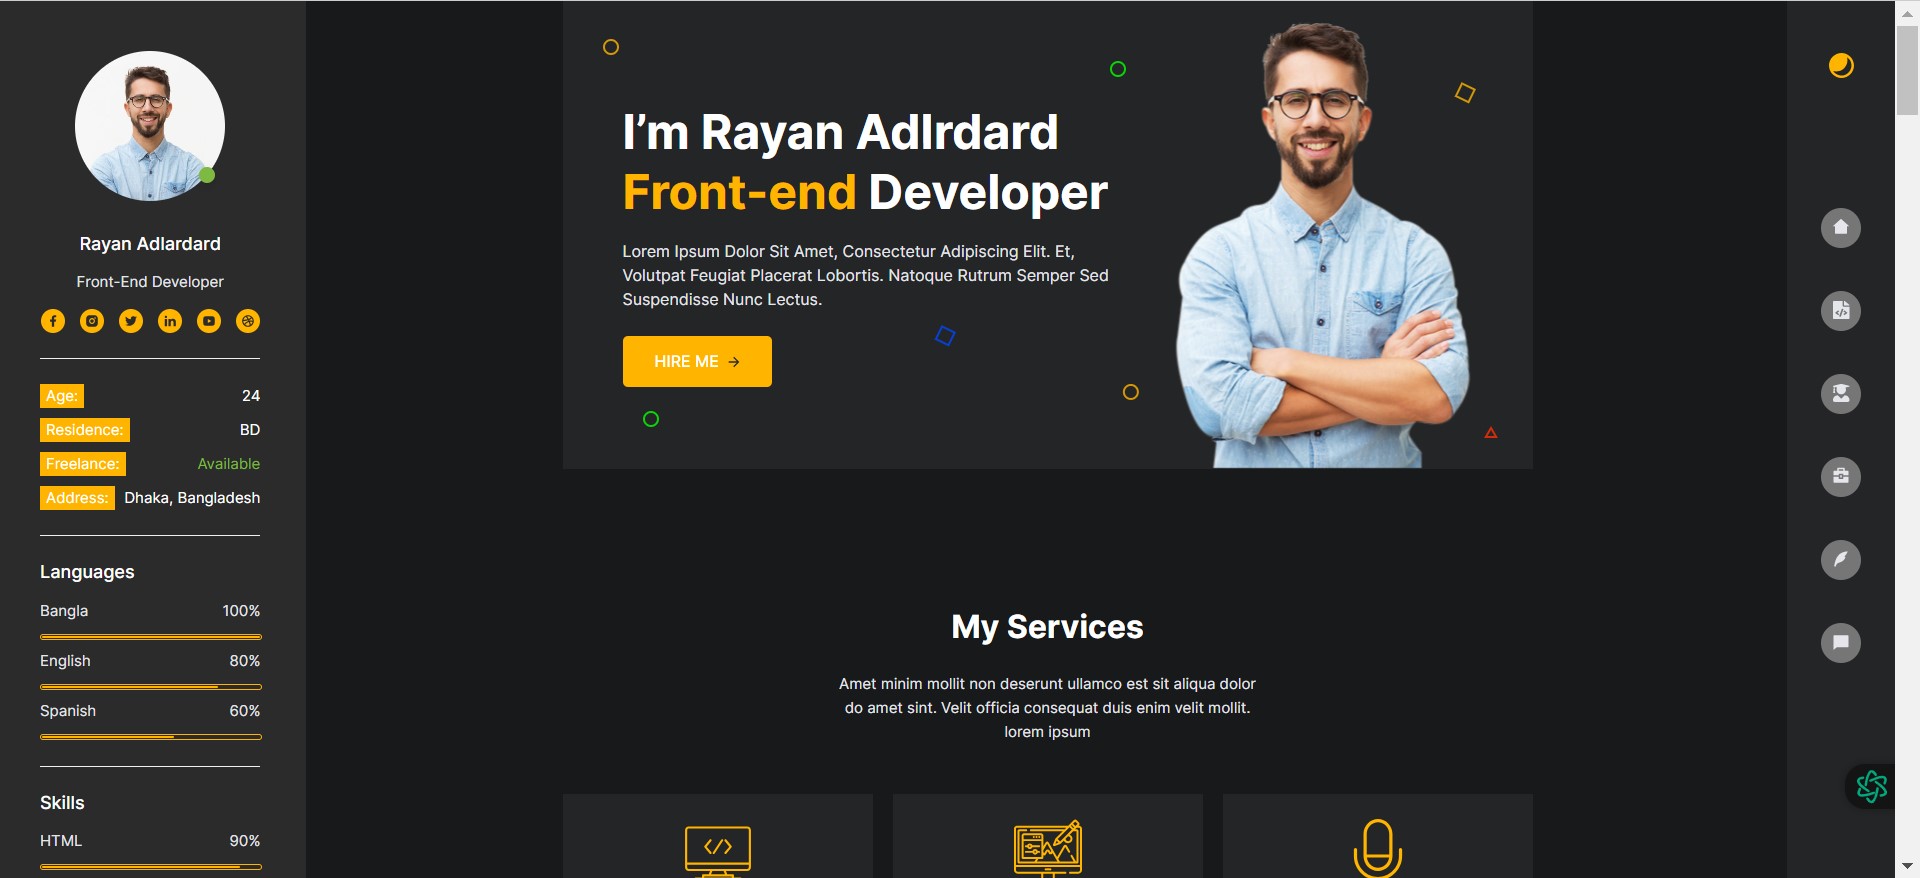 Rayan Adlardard
Front-End Developer
Age: 24
Residence: BD
Freelance: Available
Address: Dhaka, Bangladesh
Languages
Bangla 100%
English 80%
Spanish 60%
Skills
HTML 90%
I’m Rayan Adlrdard
Front-end Developer
Lorem Ipsum Dolor Sit Amet, Consectetur Adipiscing Elit. Et,
Volutpat Feugiat Placerat Lobortis. Natoque Rutrum Semper Sed
Suspendisse Nunc Lectus.
HIRE ME →
My Services
Amet minim mollit non deserunt ullamco est sit aliqua dolor
do amet sint. Velit officia consequat duis enim velit mollit.
lorem ipsum